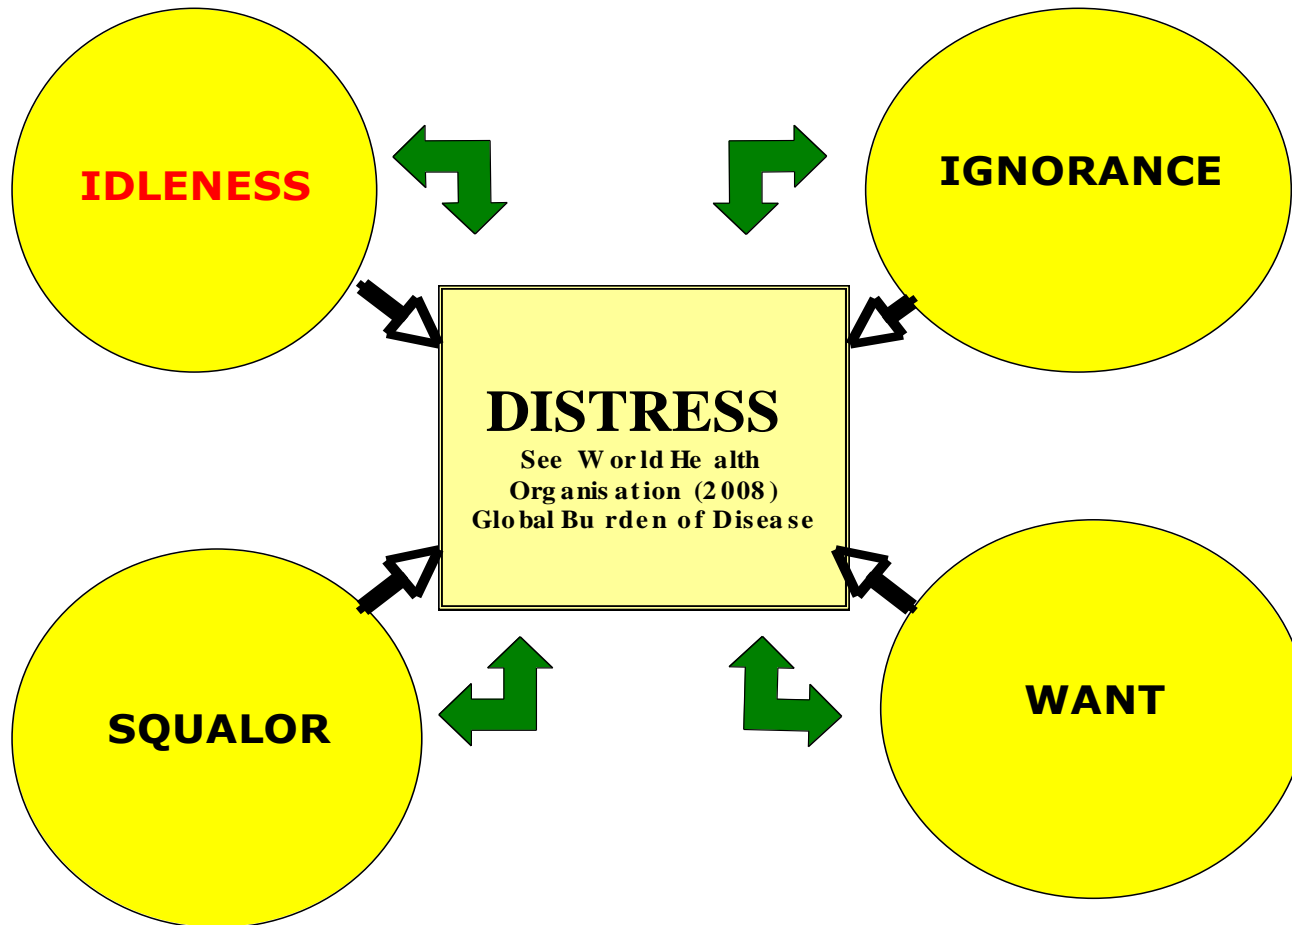 IDLENESS
IGNORANCE
DISTRESS
See World Health
Organisation (2008)
Global Burden of Disease
SQUALOR
WANT